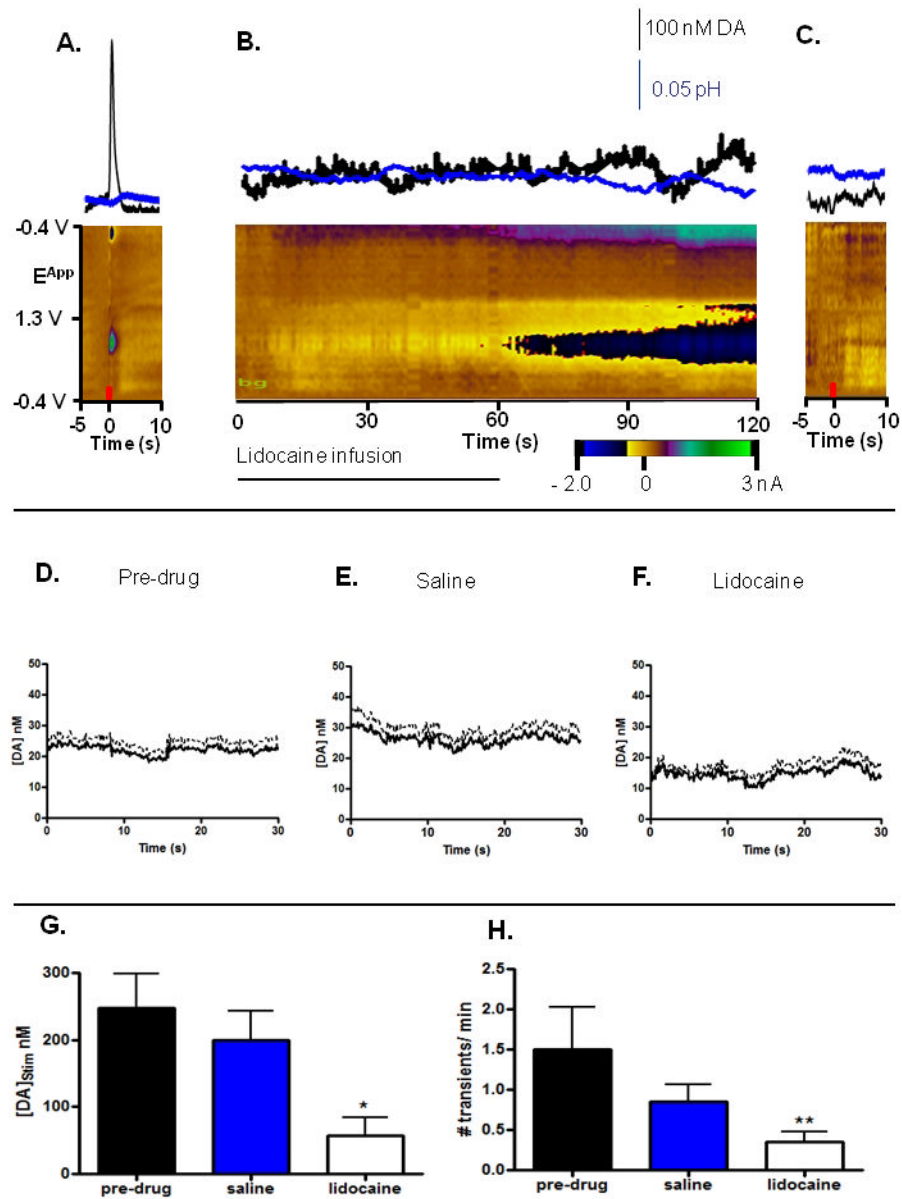 A.
B.
100 nM DA
0.05 pH
C.
-0.4 V
E^App
1.3 V
-0.4 V
bg
-5 0 10
Time (s)
0 30 60 90 120
Time (s)
-5 0 10
Time (s)
Lidocaine infusion
- 2.0 0 3 nA
D. Pre-drug
E. Saline
F. Lidocaine
[DA] nM
50
40
30
20
10
0
0 10 20 30
Time (s)
[DA] nM
50
40
30
20
10
0
0 10 20 30
Time (s)
[DA] nM
50
40
30
20
10
0
0 10 20 30
Time (s)
G.
[DA]Stim nM
300
200
100
0
*
pre-drug saline lidocaine
H.
# transients/ min
2.5
2.0
1.5
1.0
0.5
0.0
**
pre-drug saline lidocaine